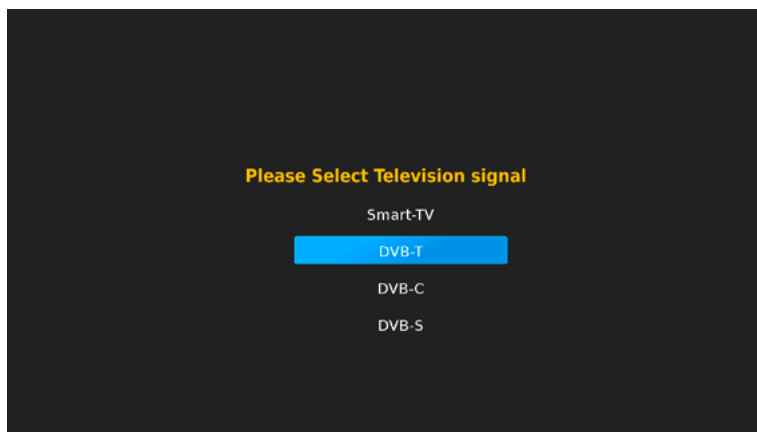 Please Select Television signal
Smart-TV
DVB-T
DVB-C
DVB-S